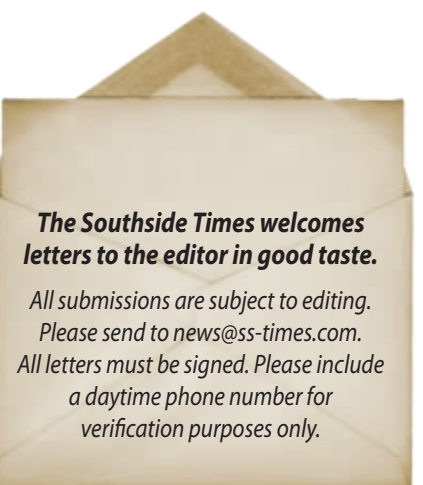 The Southside Times welcomes
letters to the editor in good taste.
All submissions are subject to editing.
Please send to news@ss-times.com.
All letters must be signed. Please include
a daytime phone number for
verification purposes only.